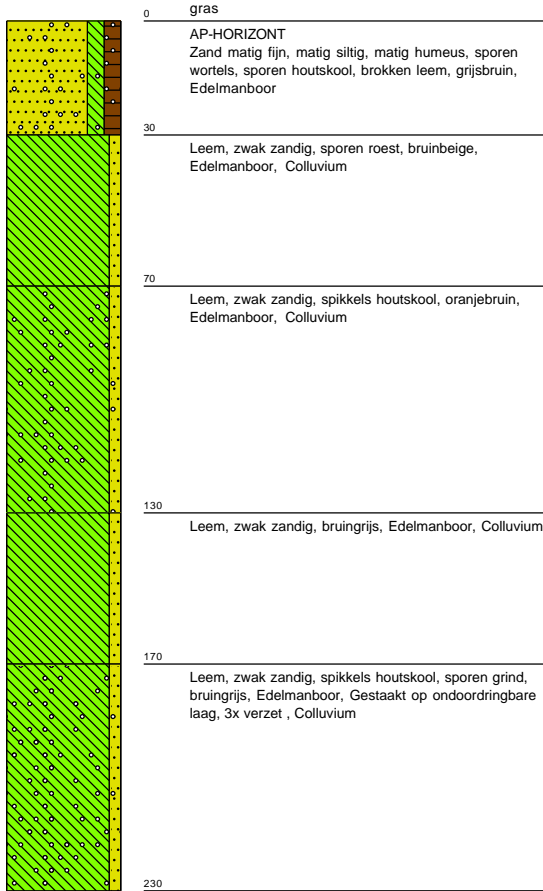 gras
0
AP-HORIZONT
Zand matig fijn, matig siltig, matig humeus, sporen
wortels, sporen houtskool, brokken leem, grijsbruin,
Edelmanboor
30
Leem, zwak zandig, sporen roest, bruinbeige,
Edelmanboor, Colluvium
70
Leem, zwak zandig, spikkels houtskool, oranjebruin,
Edelmanboor, Colluvium
130
Leem, zwak zandig, bruingrijs, Edelmanboor, Colluvium
170
Leem, zwak zandig, spikkels houtskool, sporen grind,
bruingrijs, Edelmanboor, Gestaakt op ondoordringbare
laag, 3x verzet , Colluvium
230